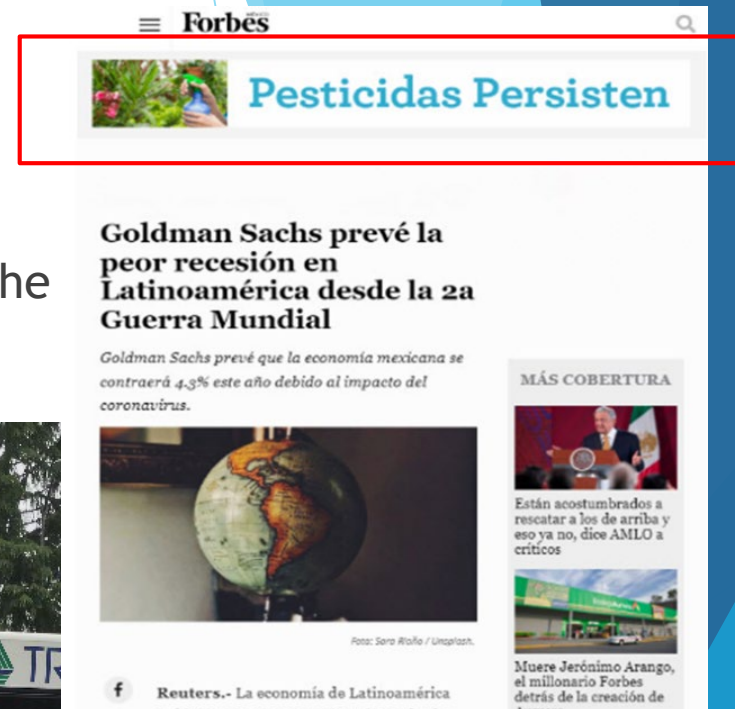 Forbes
México
Pesticidas Persisten
Goldman Sachs prevé la
peor recesión en
Latinoamérica desde la 2a
Guerra Mundial
Goldman Sachs prevé que la economía mexicana se
contraerá 4.3% este año debido al impacto del
coronavirus.
Foto: Sara Riaño / Unsplash.
f
Reuters.- La economía de Latinoamérica
MÁS COBERTURA
Están acostumbrados a
rescatar a los de arriba y
eso ya no, dice AMLO a
críticos
Muere Jerónimo Arango,
el millonario Forbes
detrás de la creación de
he
TR